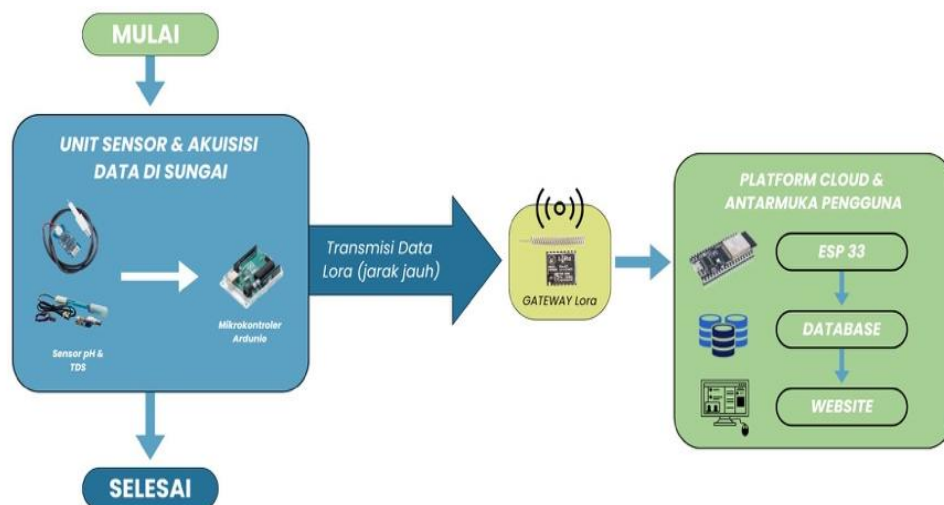 MULAI
UNIT SENSOR & AKUISISI
DATA DI SUNGAI
Sensor pH &
TDS
Mikrokontroler
Ardunie
Transmisi Data
Lora (jarak jauh)
GATEWAY Lora
PLATFORM CLOUD &
ANTARMUKA PENGGUNA
ESP 33
DATABASE
WEBSITE
SELESAI